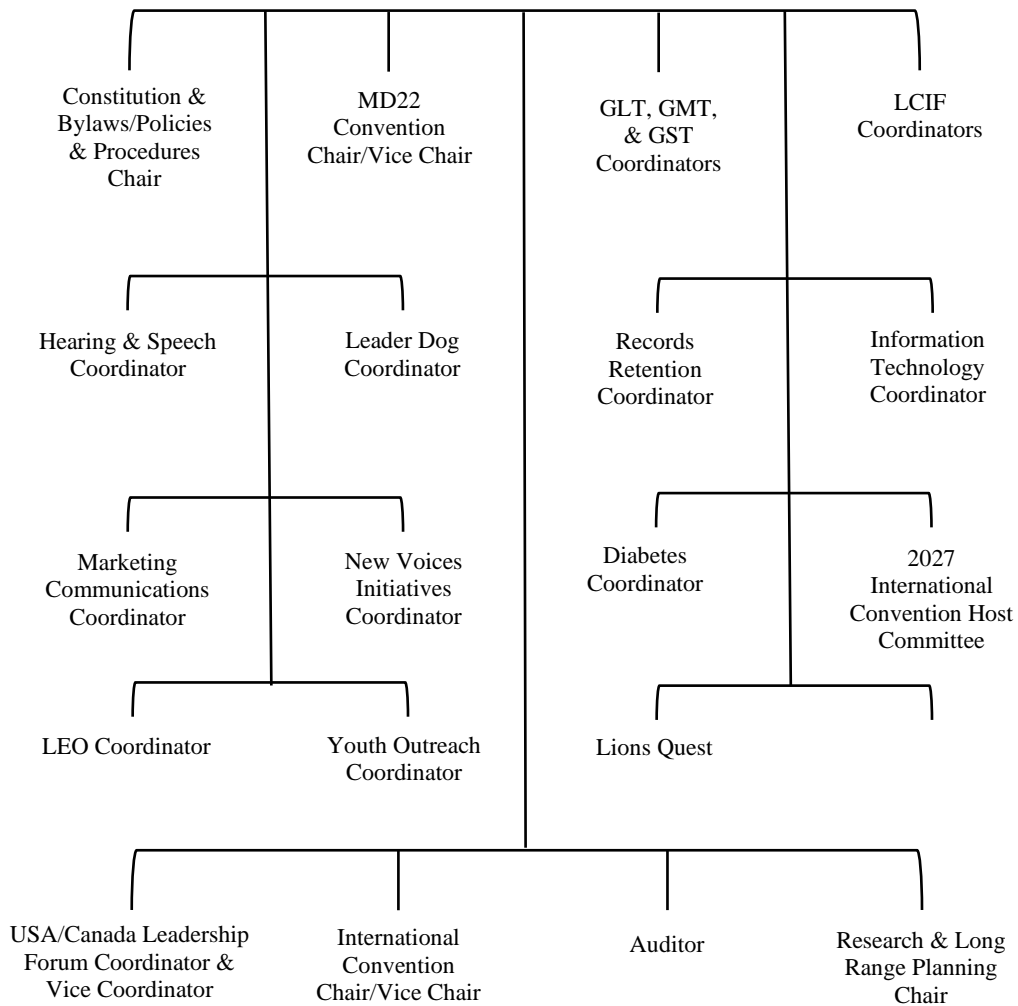 Constitution &
Bylaws/Policies
& Procedures
Chair
MD22
Convention
Chair/Vice Chair
GLT, GMT,
& GST
Coordinators
LCIF
Coordinators
Hearing & Speech
Coordinator
Leader Dog
Coordinator
Records
Retention
Coordinator
Information
Technology
Coordinator
Marketing
Communications
Coordinator
New Voices
Initiatives
Coordinator
Diabetes
Coordinator
2027
International
Convention Host
Committee
LEO Coordinator
Youth Outreach
Coordinator
Lions Quest
USA/Canada Leadership
Forum Coordinator &
Vice Coordinator
International
Convention
Chair/Vice Chair
Auditor
Research & Long
Range Planning
Chair